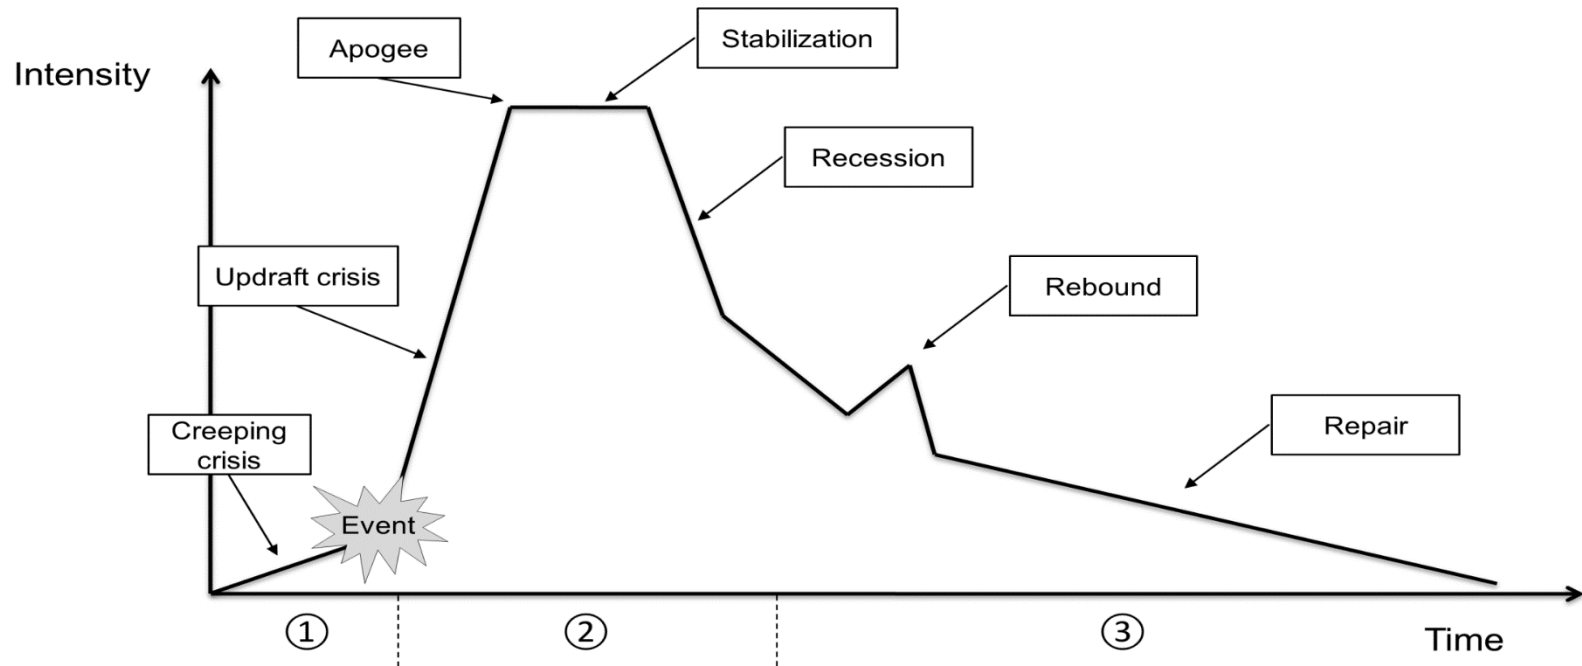 Apogee
Stabilization
Intensity
Recession
Updraft crisis
Rebound
Creeping
crisis
Repair
Event
①
②
③
Time